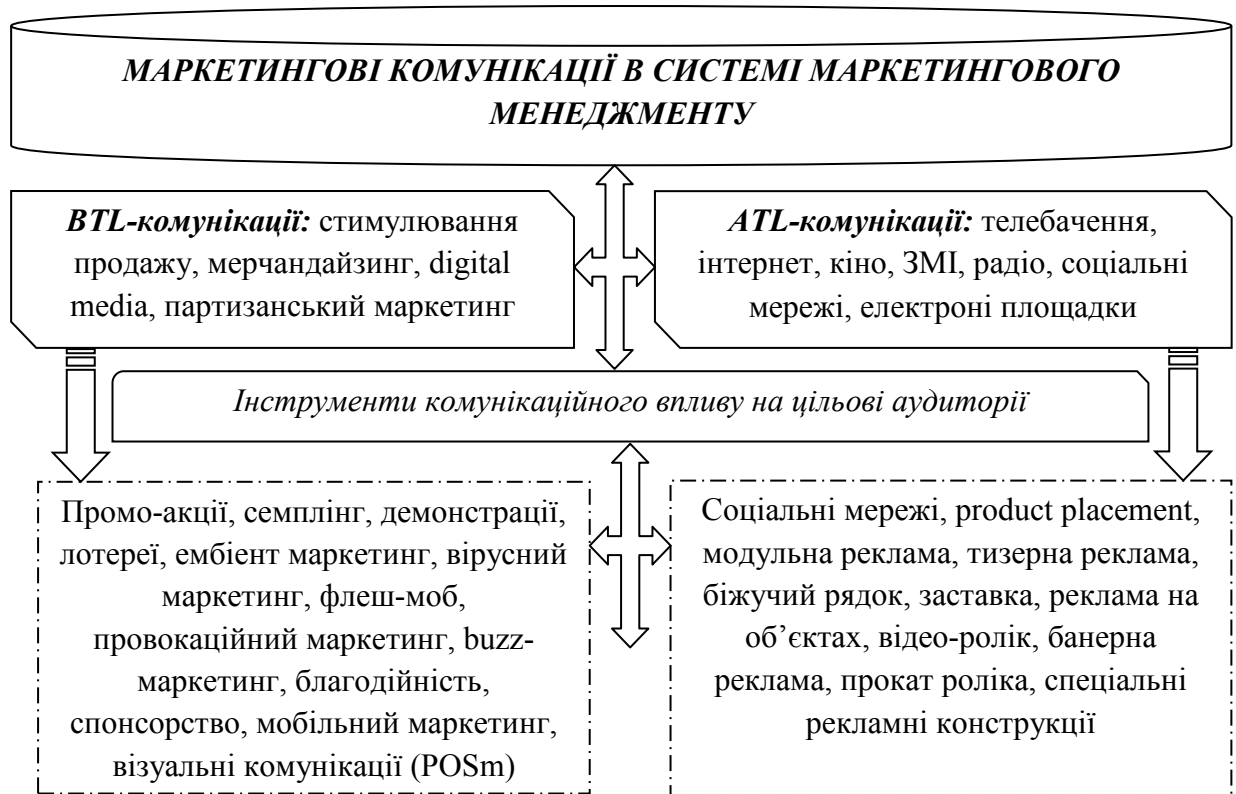 МАРКЕТИНГОВІ КОМУНІКАЦІЇ В СИСТЕМІ МАРКЕТИНГОВОГО
МЕНЕДЖМЕНТУ
BTL-комунікації: стимулювання
продажу, мерчандайзинг, digital
media, партизанський маркетинг
ATL-комунікації: телебачення,
інтернет, кіно, ЗМІ, радіо, соціальні
мережі, електроні площадки
Інструменти комунікаційного впливу на цільові аудиторії
Промо-акції, семплінг, демонстрації,
лотереї, ембієнт маркетинг, вірусний
маркетинг, флеш-моб,
провокаційний маркетинг, buzz-
маркетинг, благодійність,
спонсорство, мобільний маркетинг,
візуальні комунікації (POSm)
Соціальні мережі, product placement,
модульна реклама, тизерна реклама,
біжучий рядок, заставка, реклама на
об’єктах, відео-ролік, банерна
реклама, прокат роліка, спеціальні
рекламні конструкції